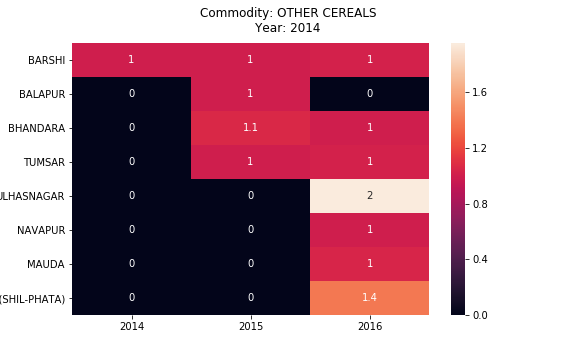 Commodity: OTHER CEREALS
Year: 2014
BARSHI 1 1 1
BALAPUR 0 1 0
BHANDARA 0 1.1 1
TUMSAR 0 1 1
ULHASNAGAR 0 0 2
NAVAPUR 0 0 1
MAUDA 0 0 1
(SHIL-PHATA) 0 0 1.4
2014 2015 2016
1.6
1.2
0.8
0.4
0.0